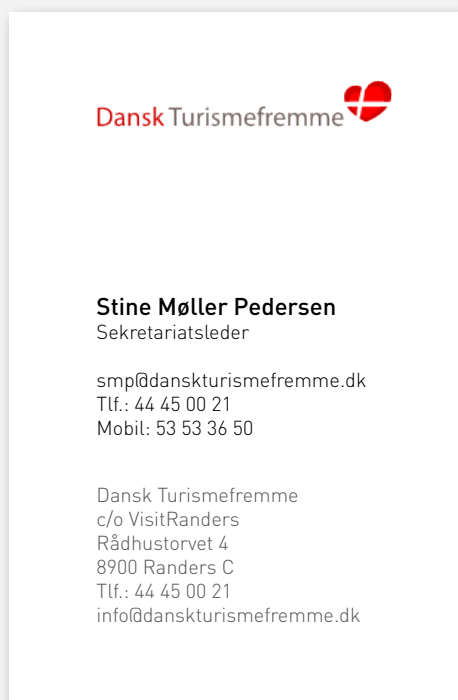 Dansk Turismefremme
Stine Møller Pedersen
Sekretariatsleder
smp@danskturismefremme.dk
Tlf.: 44 45 00 21
Mobil: 53 53 36 50
Dansk Turismefremme
c/o VisitRanders
Rådhustorvet 4
8900 Randers C
Tlf.: 44 45 00 21
info@danskturismefremme.dk